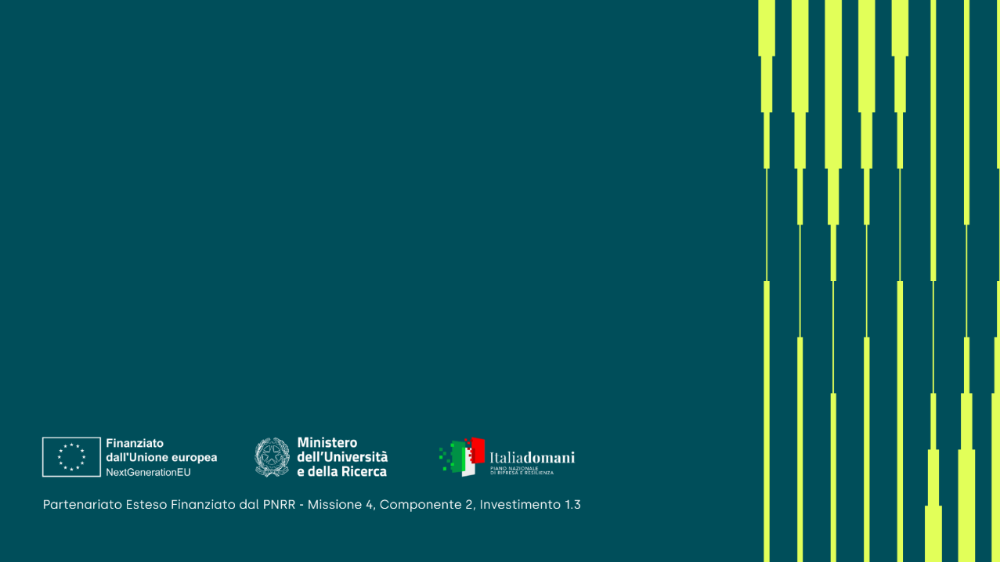 Finanziato
dall'Unione europea
NextGenerationEU
Ministero
dell'Università
e della Ricerca
Italiadomani
PIANO NAZIONALE
DI RIPRESA E RESILIENZA
Partenariato Esteso Finanziato dal PNRR - Missione 4, Componente 2, Investimento 1.3